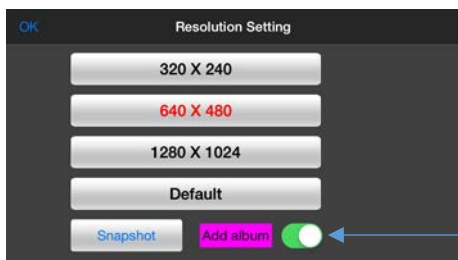 OK Resolution Setting
320 X 240
640 X 480
1280 X 1024
Default
Snapshot Add album